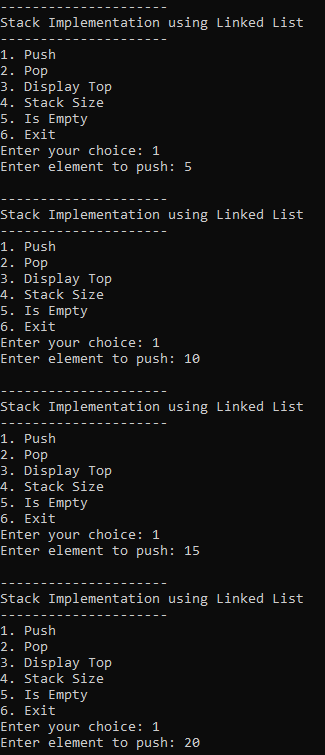 ---------------------
Stack Implementation using Linked List
---------------------
1. Push
2. Pop
3. Display Top
4. Stack Size
5. Is Empty
6. Exit
Enter your choice: 1
Enter element to push: 5

---------------------
Stack Implementation using Linked List
---------------------
1. Push
2. Pop
3. Display Top
4. Stack Size
5. Is Empty
6. Exit
Enter your choice: 1
Enter element to push: 10

---------------------
Stack Implementation using Linked List
---------------------
1. Push
2. Pop
3. Display Top
4. Stack Size
5. Is Empty
6. Exit
Enter your choice: 1
Enter element to push: 15

---------------------
Stack Implementation using Linked List
---------------------
1. Push
2. Pop
3. Display Top
4. Stack Size
5. Is Empty
6. Exit
Enter your choice: 1
Enter element to push: 20